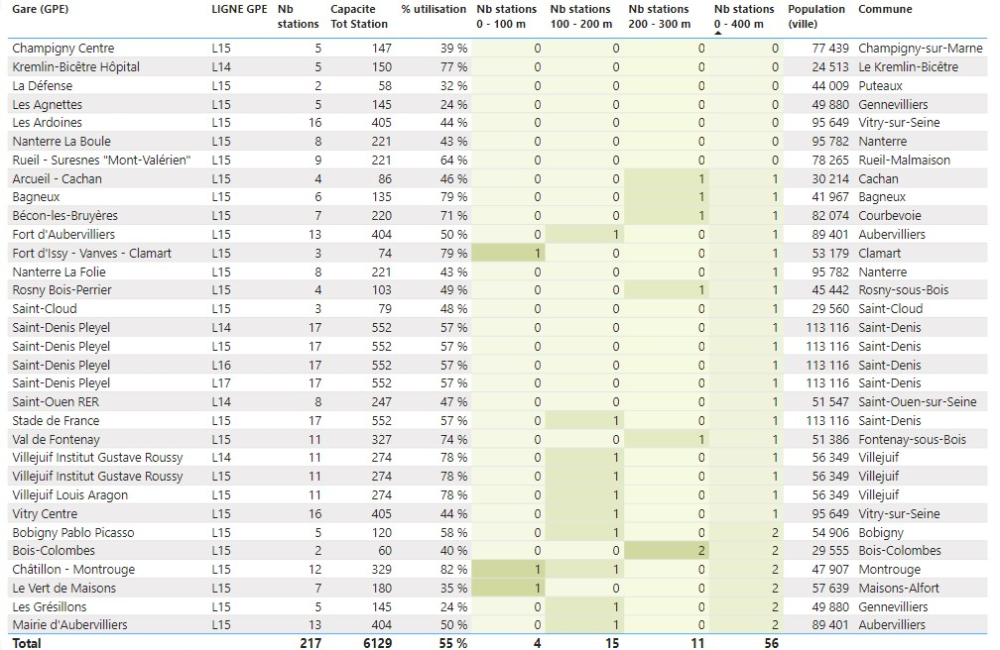 Gare (GPE) LIGNE GPE Nb stations Capacite Tot Station % utilisation Nb stations 0 - 100 m Nb stations 100 - 200 m Nb stations 200 - 300 m Nb stations 0 - 400 m Population (ville) Commune
Champigny Centre L15 5 147 39 % 0 0 0 0 77 439 Champigny-sur-Marne
Kremlin-Bicêtre Hôpital L14 5 150 77 % 0 0 0 0 24 513 Le Kremlin-Bicêtre
La Défense L15 2 58 32 % 0 0 0 0 44 009 Puteaux
Les Agnettes L15 5 145 24 % 0 0 0 0 49 880 Gennevilliers
Les Ardoines L15 16 405 44 % 0 0 0 0 95 649 Vitry-sur-Seine
Nanterre La Boule L15 8 221 43 % 0 0 0 0 95 782 Nanterre
Rueil - Suresnes "Mont-Valérien" L15 9 221 64 % 0 0 0 0 78 265 Rueil-Malmaison
Arcueil - Cachan L15 4 86 46 % 0 0 1 1 30 214 Cachan
Bagneux L15 6 135 79 % 0 0 1 1 41 967 Bagneux
Bécon-les-Bruyères L15 7 220 71 % 0 0 1 1 82 074 Courbevoie
Fort d'Aubervilliers L15 13 404 50 % 0 1 0 1 89 401 Aubervilliers
Fort d'Issy - Vanves - Clamart L15 3 74 79 % 1 0 0 1 53 179 Clamart
Nanterre La Folie L15 8 221 43 % 0 0 0 1 95 782 Nanterre
Rosny Bois-Perrier L15 4 103 49 % 0 0 1 1 45 442 Rosny-sous-Bois
Saint-Cloud L15 3 79 48 % 0 0 0 1 29 560 Saint-Cloud
Saint-Denis Pleyel L14 17 552 57 % 0 0 0 1 113 116 Saint-Denis
Saint-Denis Pleyel L15 17 552 57 % 0 0 0 1 113 116 Saint-Denis
Saint-Denis Pleyel L16 17 552 57 % 0 0 0 1 113 116 Saint-Denis
Saint-Denis Pleyel L17 17 552 57 % 0 0 0 1 113 116 Saint-Denis
Saint-Ouen RER L14 8 247 47 % 0 0 0 1 51 547 Saint-Ouen-sur-Seine
Stade de France L15 17 552 57 % 0 1 0 1 113 116 Saint-Denis
Val de Fontenay L15 11 327 74 % 0 0 1 1 51 386 Fontenay-sous-Bois
Villejuif Institut Gustave Roussy L14 11 274 78 % 0 1 0 1 56 349 Villejuif
Villejuif Institut Gustave Roussy L15 11 274 78 % 0 1 0 1 56 349 Villejuif
Villejuif Louis Aragon L15 11 274 78 % 0 1 0 1 56 349 Villejuif
Vitry Centre L15 16 405 44 % 0 1 0 1 95 649 Vitry-sur-Seine
Bobigny Pablo Picasso L15 5 120 58 % 0 1 0 2 54 906 Bobigny
Bois-Colombes L15 2 60 40 % 0 0 2 2 29 555 Bois-Colombes
Châtillon - Montrouge L15 12 329 82 % 1 1 0 2 47 907 Montrouge
Le Vert de Maisons L15 7 180 35 % 1 0 0 2 57 639 Maisons-Alfort
Les Grésillons L15 5 145 24 % 0 1 0 2 49 880 Gennevilliers
Mairie d'Aubervilliers L15 13 404 50 % 0 1 0 2 89 401 Aubervilliers
Total 217 6129 55 % 4 15 11 56